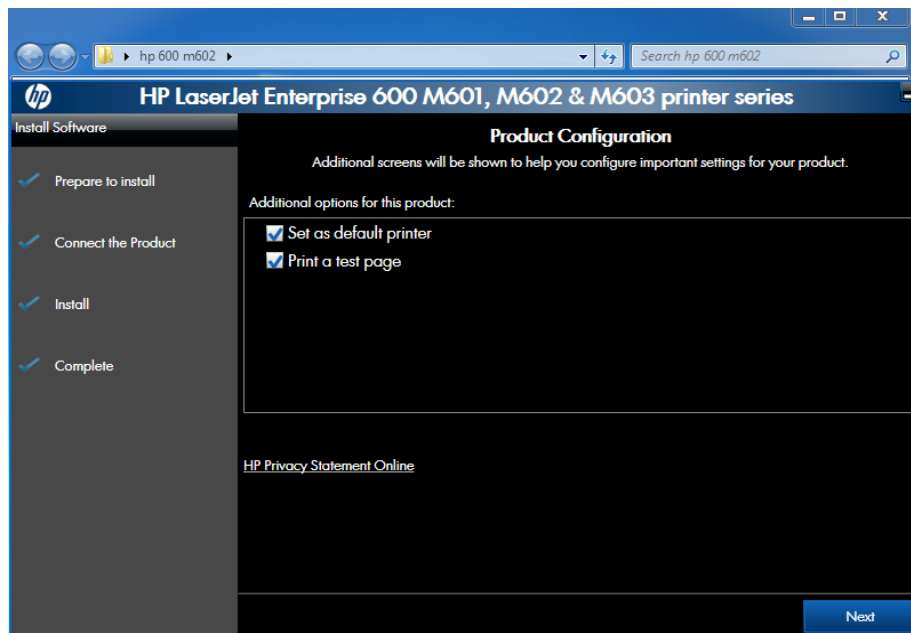 hp 600 m602
Search hp 600 m602
hp
HP LaserJet Enterprise 600 M601, M602 & M603 printer series
Install Software
Product Configuration
Additional screens will be shown to help you configure important settings for your product.
Prepare to install
Additional options for this product:
Set as default printer
Connect the Product
Print a test page
Install
Complete
HP Privacy Statement Online
Next